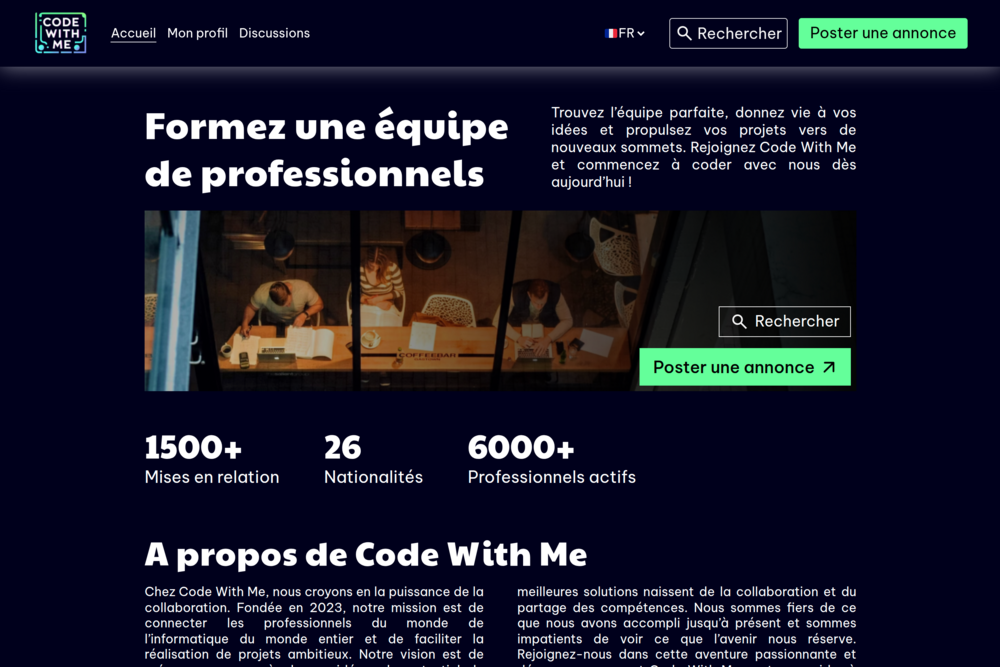 CODE
WITH
ME
Accueil Mon profil Discussions
FR
Rechercher
Poster une annonce
Formez une équipe
de professionnels
Trouvez l'équipe parfaite, donnez vie à vos
idées et propulsez vos projets vers de
nouveaux sommets. Rejoignez Code With Me
et commencez à coder avec nous dès
aujourd'hui !
COFFEEBAR
Rechercher
Poster une annonce
1500+
Mises en relation
26
Nationalités
6000+
Professionnels actifs
A propos de Code With Me
Chez Code With Me, nous croyons en la puissance de la
collaboration. Fondée en 2023, notre mission est de
connecter les professionnels du monde de
l'informatique du monde entier et de faciliter la
réalisation de projets ambitieux. Notre vision est de
meilleures solutions naissent de la collaboration et du
partage des compétences. Nous sommes fiers de ce
que nous avons accompli jusqu'à présent et sommes
impatients de voir ce que l'avenir nous réserve.
Rejoignez-nous dans cette aventure passionnante et